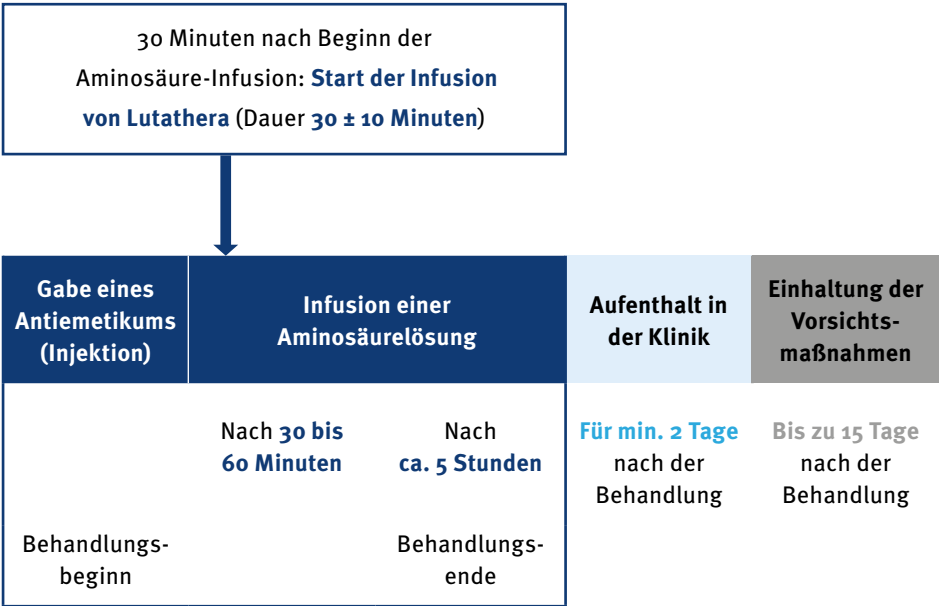 30 Minuten nach Beginn der
Aminosäure-Infusion: Start der Infusion
von Lutathera (Dauer 30 ± 10 Minuten)
Gabe eines
Antiemetikums
(Injektion)
Infusion einer
Aminosäurelösung
Aufenthalt in
der Klinik
Einhaltung der
Vorsichts-
maßnahmen
Nach 30 bis
60 Minuten
Nach
ca. 5 Stunden
Für min. 2 Tage
nach der
Behandlung
Bis zu 15 Tage
nach der
Behandlung
Behandlungs-
beginn
Behandlungs-
ende